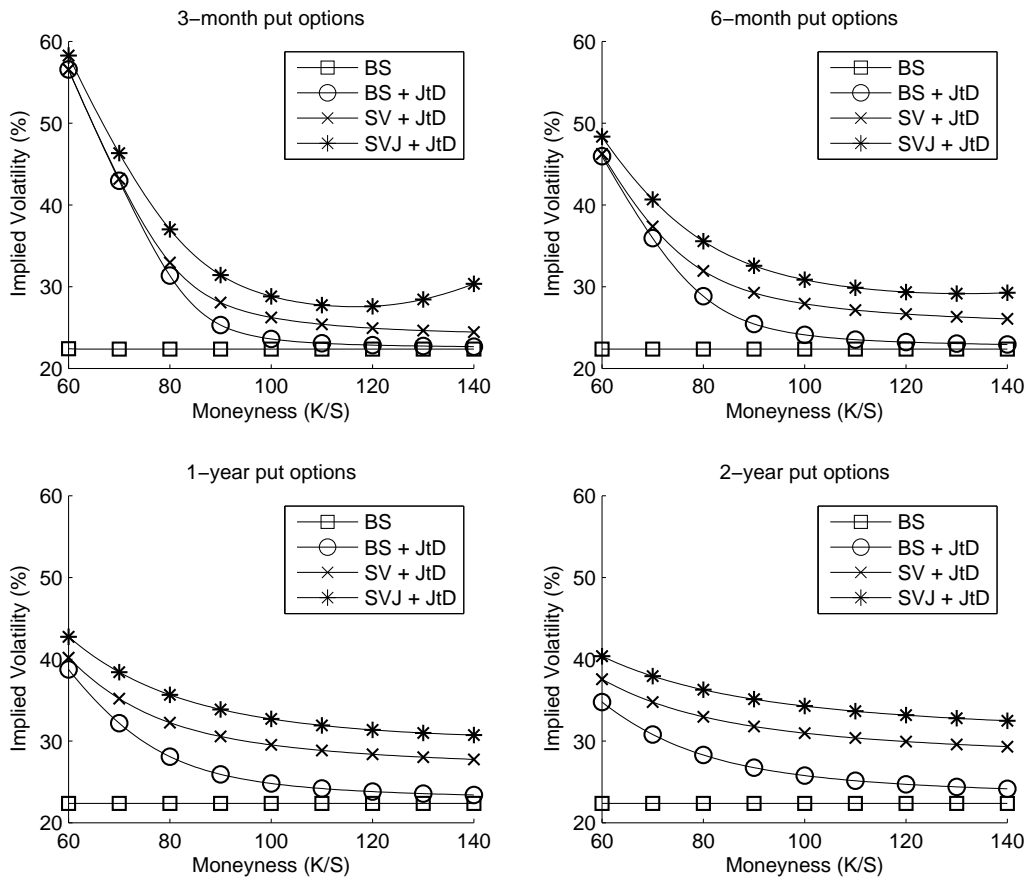 3−month put options
60
50
40
30
20
Implied Volatility (%)
BS
BS + JtD
SV + JtD
SVJ + JtD
60 80 100 120 140
Moneyness (K/S)
6−month put options
60
50
40
30
20
Implied Volatility (%)
BS
BS + JtD
SV + JtD
SVJ + JtD
60 80 100 120 140
Moneyness (K/S)
1−year put options
60
50
40
30
20
Implied Volatility (%)
BS
BS + JtD
SV + JtD
SVJ + JtD
60 80 100 120 140
Moneyness (K/S)
2−year put options
60
50
40
30
20
Implied Volatility (%)
BS
BS + JtD
SV + JtD
SVJ + JtD
60 80 100 120 140
Moneyness (K/S)